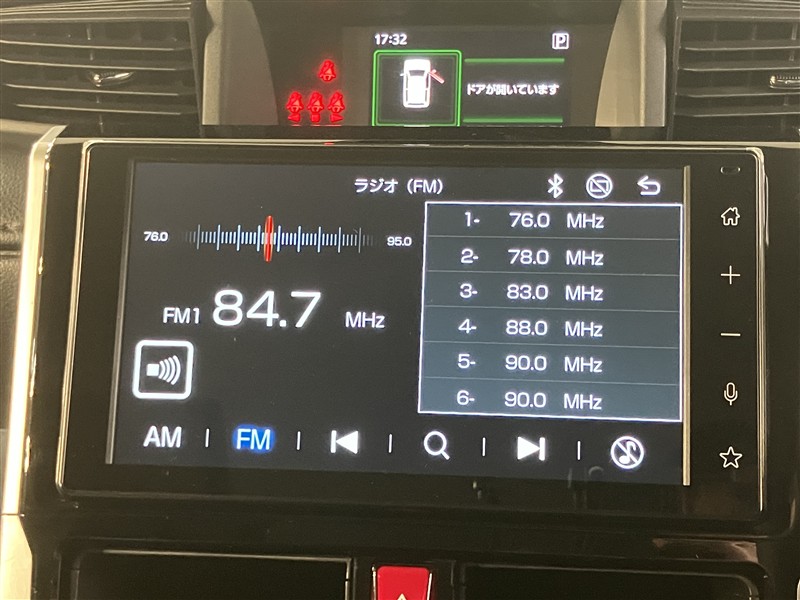 17:32
P
ドアが開いています
ラジオ（FM）
76.0
95.0
FM1 84.7 MHz
1- 76.0 MHz
2- 78.0 MHz
3- 83.0 MHz
4- 88.0 MHz
5- 90.0 MHz
6- 90.0 MHz
AM | FM